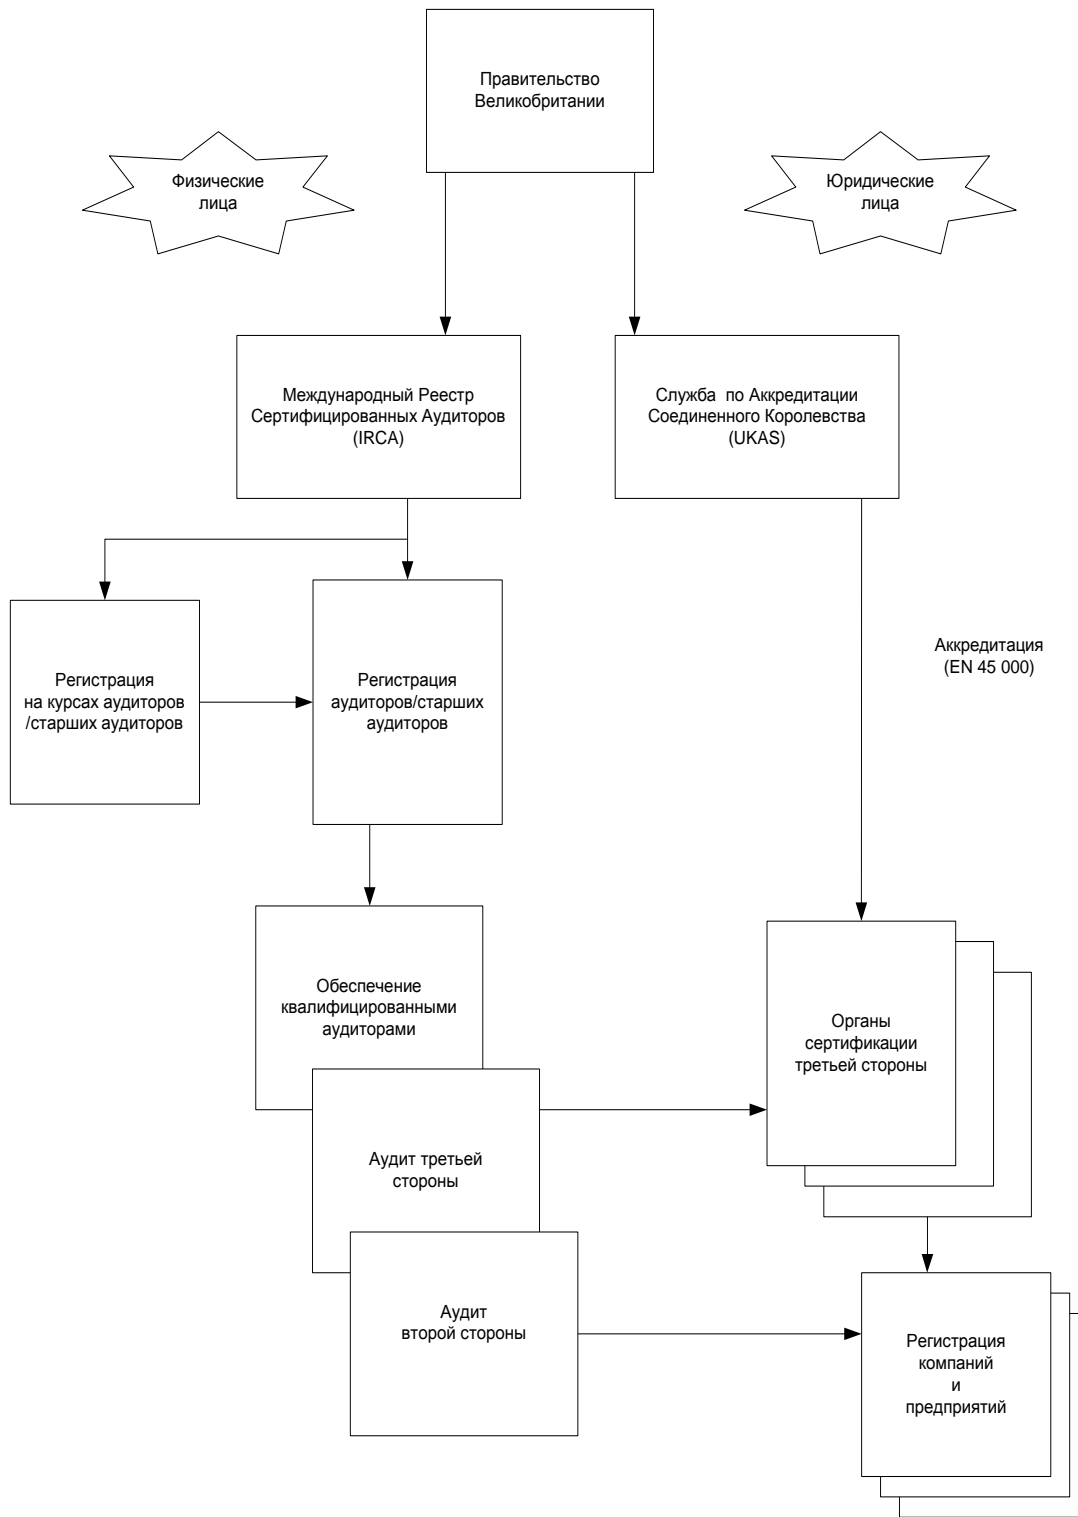 Правительство
Великобритании
Физические
лица
Юридические
лица
Международный Реестр
Сертифицированных Аудиторов
(IRCA)
Служба по Аккредитации
Соединенного Королевства
(UKAS)
Регистрация
на курсах аудиторов
/старших аудиторов
Регистрация
аудиторов/старших
аудиторов
Аккредитация
(EN 45 000)
Обеспечение
квалифицированными
аудиторами
Органы
сертификации
третьей стороны
Аудит третьей
стороны
Аудит
второй стороны
Регистрация
компаний
и
предприятий